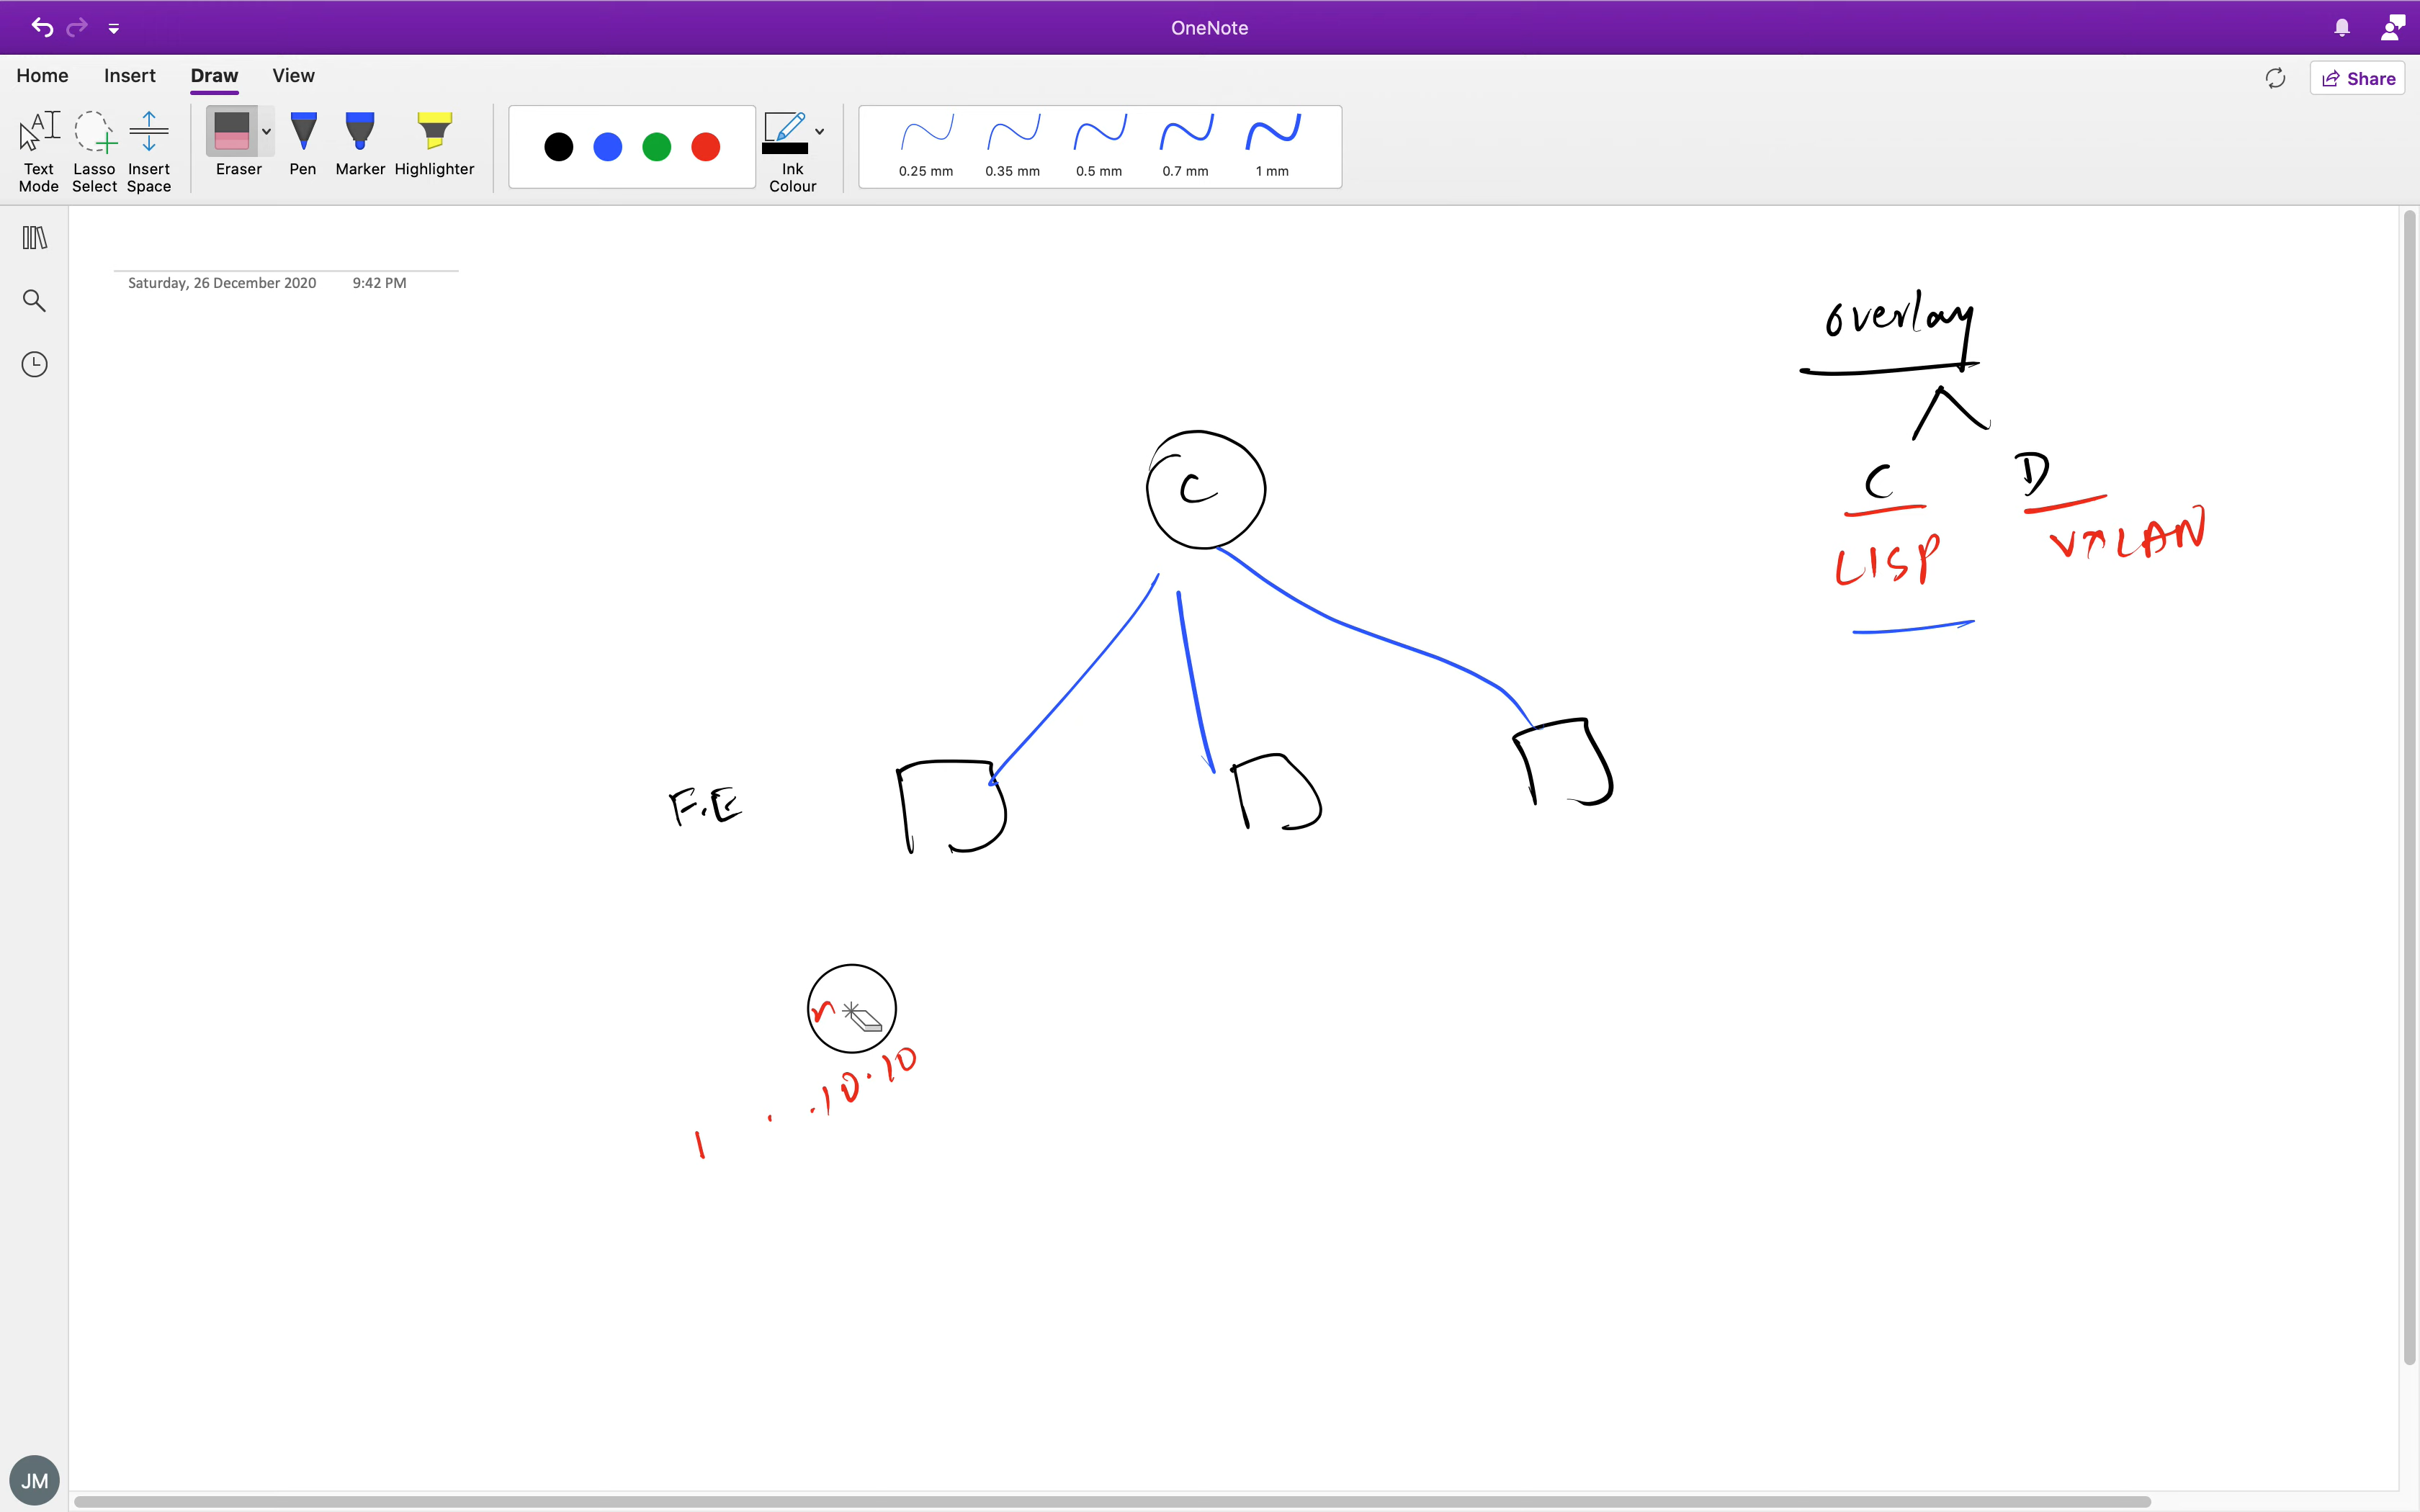 OneNote
Home Insert Draw View
Share
Text Mode
Lasso Select
Insert Space
Eraser
Pen
Marker
Highlighter
Ink Colour
0.25 mm
0.35 mm
0.5 mm
0.7 mm
1 mm
Saturday, 26 December 2020 9:42 PM
overlay
C D
LISP VXLAN
C
F.E
.10.10
1
JM